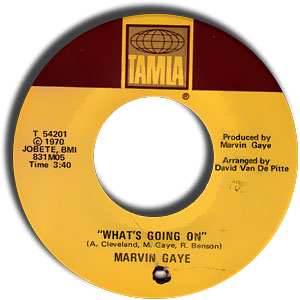 TAMLA
T 54201
℗ 1970
JOBETE, BMI
831M05
Time 3:40
Produced by
Marvin Gaye
Arranged by
David Van De Pitte
"WHAT'S GOING ON"
(A. Cleveland, M. Gaye, R. Benson)
MARVIN GAYE